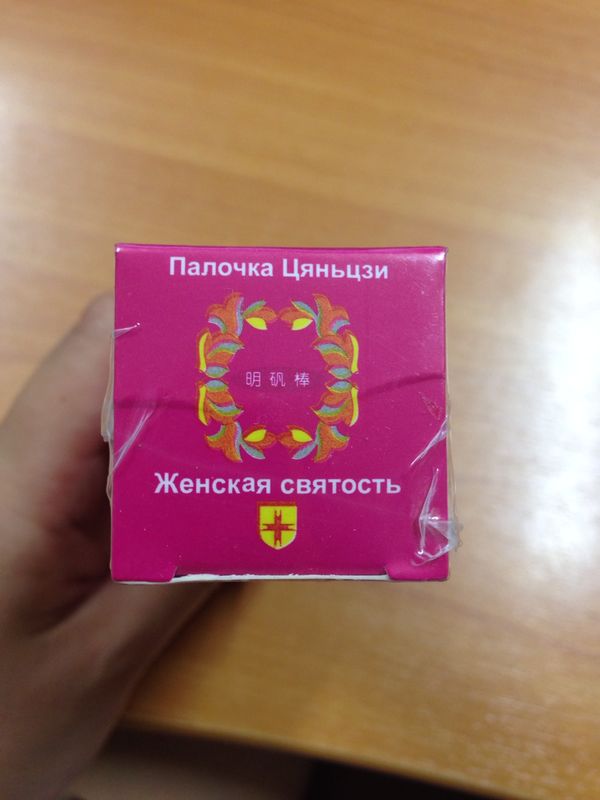 Палочка Цяньцзи
明矾棒
Женская святость